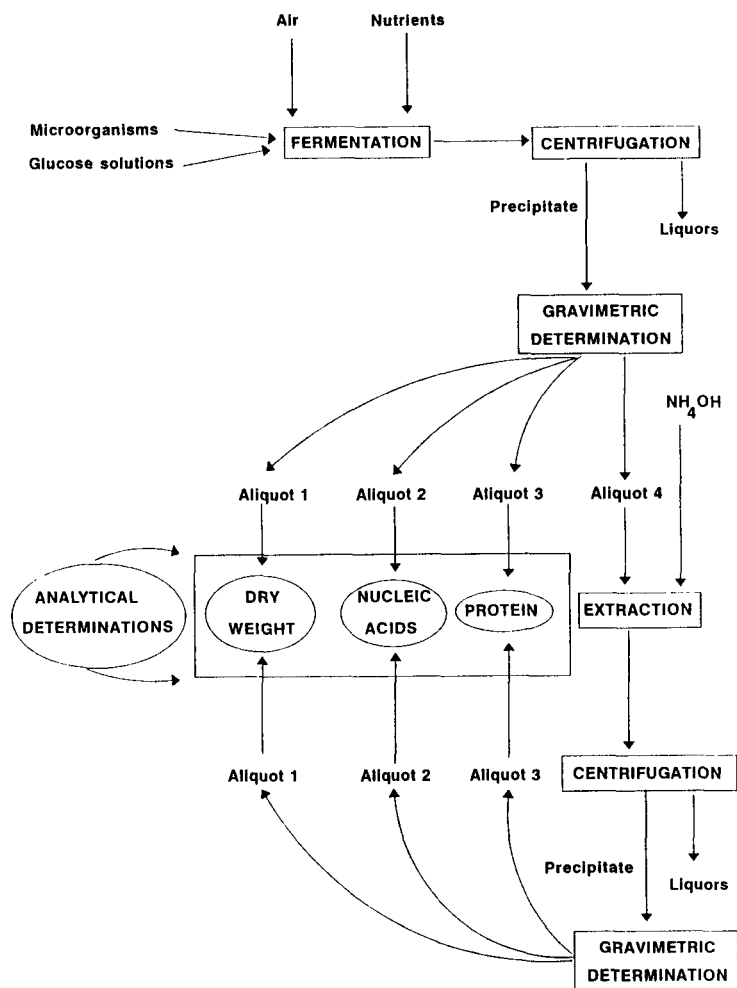 Air
Nutrients
Microorganisms
Glucose solutions
FERMENTATION
CENTRIFUGATION
Precipitate
Liquors
GRAVIMETRIC
DETERMINATION
NH4OH
Aliquot 1
Aliquot 2
Aliquot 3
Aliquot 4
ANALYTICAL
DETERMINATIONS
DRY
WEIGHT
NUCLEIC
ACIDS
PROTEIN
EXTRACTION
Aliquot 1
Aliquot 2
Aliquot 3
CENTRIFUGATION
Precipitate
Liquors
GRAVIMETRIC
DETERMINATION